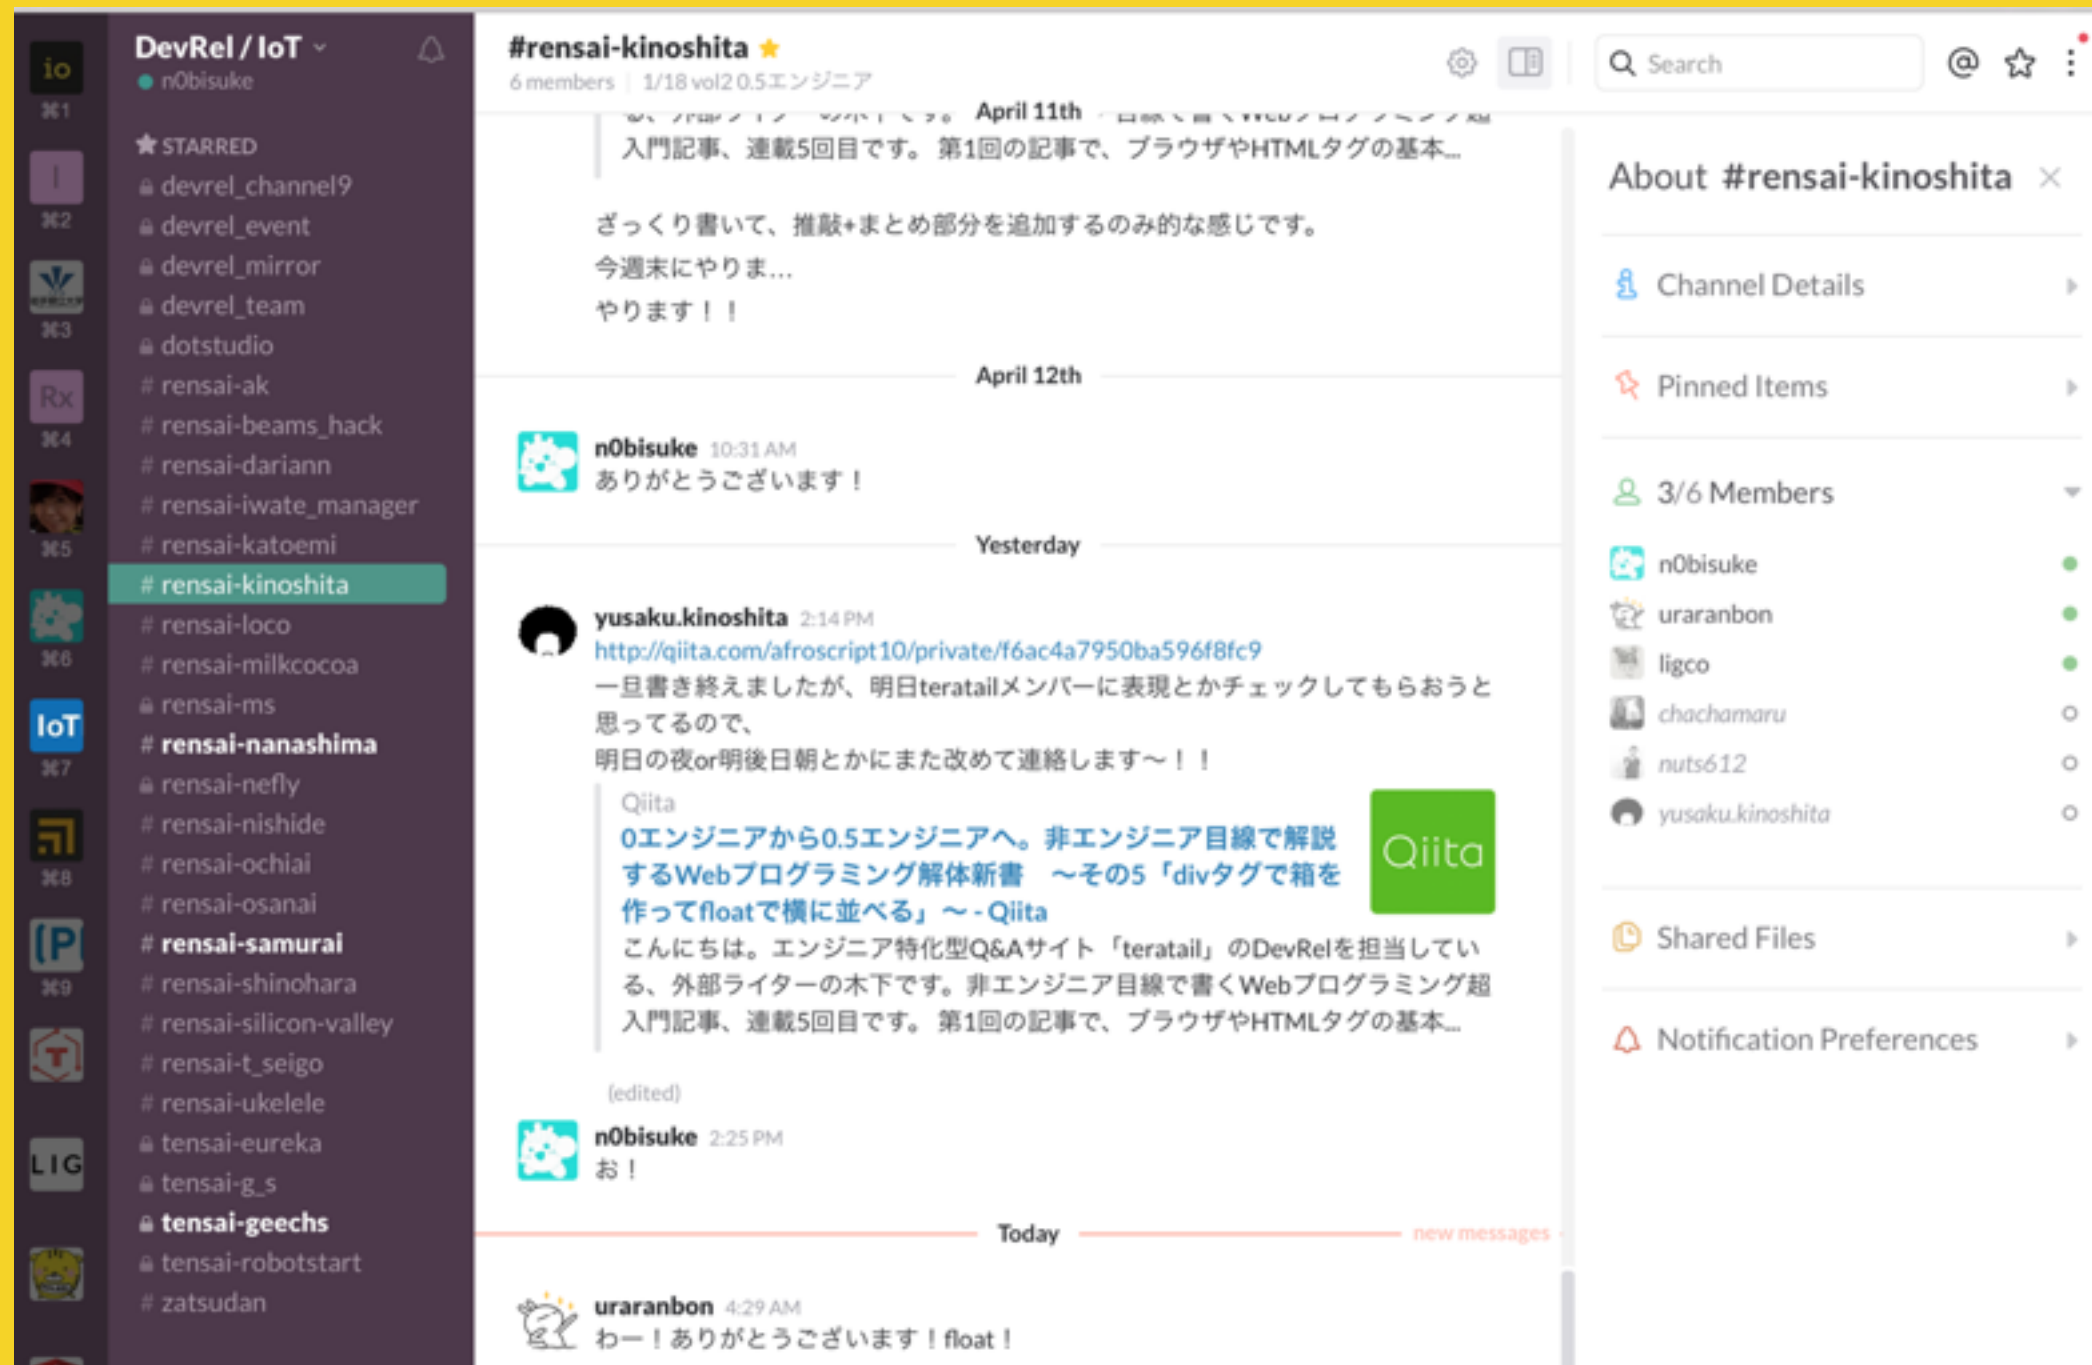 io
⌘1
I
⌘2
⌘3
Rx
⌘4
⌘5
⌘6
IoT
⌘7
⌘8
(P
⌘9
T
LIG
DevRel / IoT
n0bisuke
STARRED
devrel_channel9
devrel_event
devrel_mirror
devrel_team
dotstudio
# rensai-ak
# rensai-beams_hack
# rensai-dariann
# rensai-iwate_manager
# rensai-katoemi
# rensai-kinoshita
# rensai-loco
# rensai-milkcocoa
rensai-ms
# rensai-nanashima
rensai-nefly
# rensai-nishide
# rensai-ochiai
# rensai-osanai
# rensai-samurai
# rensai-shinohara
# rensai-silicon-valley
# rensai-t_seigo
# rensai-ukelele
tensai-eureka
tensai-g_s
tensai-geechs
tensai-robotstart
# zatsudan
#rensai-kinoshita
6 members | 1/18 vol2 0.5エンジニア
April 11th
入門記事、連載5回目です。 第1回の記事で、ブラウザやHTMLタグの基本...
ざっくり書いて、推敲+まとめ部分を追加するのみ的な感じです。
今週末にやりま...
やります！！
April 12th
n0bisuke 10:31 AM
ありがとうございます！
Yesterday
yusaku.kinoshita 2:14 PM
http://qiita.com/afroscript10/private/f6ac4a7950ba596f8fc9
一旦書き終えましたが、明日teratailメンバーに表現とかチェックしてもらおうと
思ってるので、
明日の夜or明後日朝とかにまた改めて連絡します〜！！
Qiita
0エンジニアから0.5エンジニアへ。非エンジニア目線で解説
するWebプログラミング解体新書　〜その5「divタグで箱を
作ってfloatで横に並べる」〜 - Qiita
Qiita
こんにちは。エンジニア特化型Q&Aサイト「teratail」のDevRelを担当してい
る、外部ライターの木下です。非エンジニア目線で書くWebプログラミング超
入門記事、連載5回目です。 第1回の記事で、ブラウザやHTMLタグの基本...
(edited)
n0bisuke 2:25 PM
お！
Today
new messages
uraranbon 4:29 AM
わー！ありがとうございます！float！
Search
@
About #rensai-kinoshita
Channel Details
Pinned Items
3/6 Members
n0bisuke
uraranbon
ligco
chachamaru
nuts612
yusaku.kinoshita
Shared Files
Notification Preferences